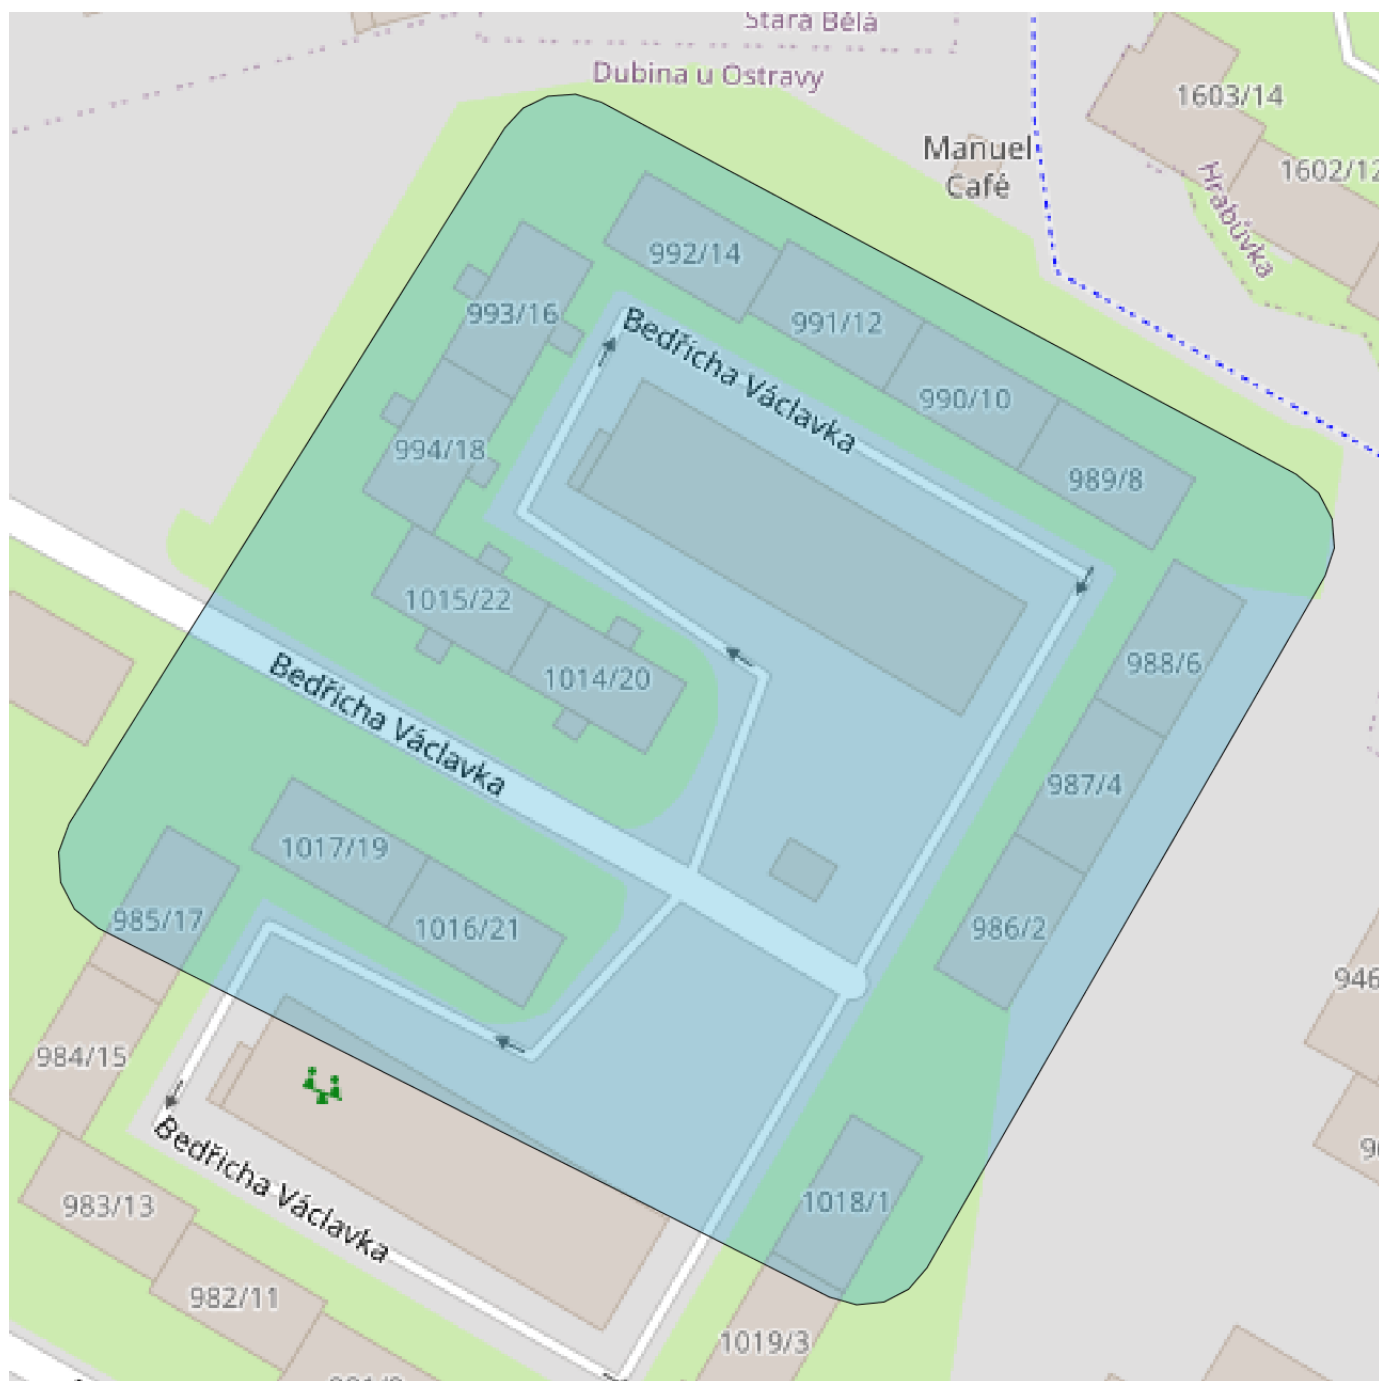 Stará Bělá
Dubina u Ostravy
1603/14
Manuel
Café
1602/12
Hrabůvka
992/14
993/16
991/12
Bedřicha Václavka
990/10
994/18
989/8
1015/22
988/6
1014/20
Bedřicha Václavka
987/4
1017/19
985/17
1016/21
986/2
946
984/15
Bedřicha Václavka
983/13
1018/1
982/11
1019/3